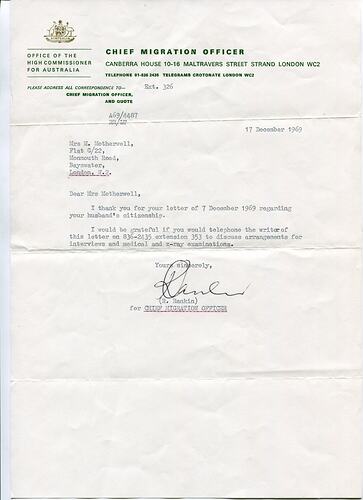 OFFICE OF THE
HIGH COMMISSIONER
FOR AUSTRALIA
CHIEF MIGRATION OFFICER
CANBERRA HOUSE 10-16 MALTRAVERS STREET STRAND LONDON WC2
TELEPHONE 01-836 2435 TELEGRAMS CROTONATE LONDON WC2
PLEASE ADDRESS ALL CORRESPONDENCE TO—
CHIEF MIGRATION OFFICER,
AND QUOTE
Ext. 326
469/4487
17 December 1969
Mrs M. Motherwell,
Flat G/22,
Monmouth Road,
Bayswater,
London, W.2.
Dear Mrs Motherwell,
I thank you for your letter of 7 December 1969 regarding
your husband's citizenship.
I would be grateful if you would telephone the writer of
this letter on 836-2435 extension 353 to discuss arrangements for
interviews and medical and x-ray examinations.
Yours sincerely,
(R. Rankin)
for CHIEF MIGRATION OFFICER